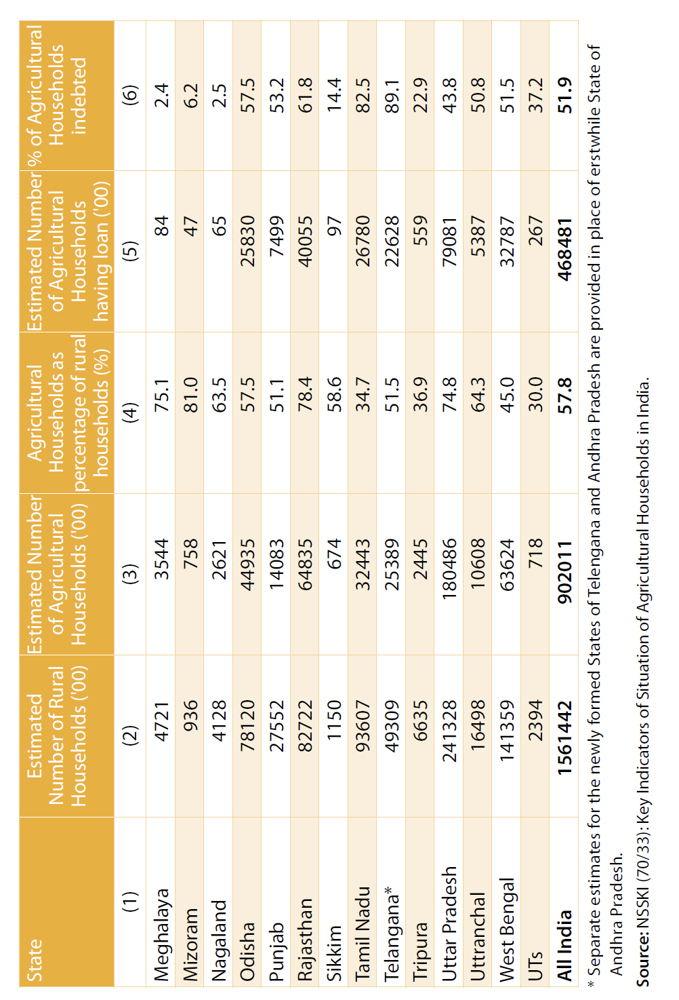 State Estimated Number of Rural Households ('00) Estimated Number of Agricultural Households ('00) Agricultural Households as percentage of rural households (%) Estimated Number of Agricultural Households having loan ('00) % of Agricultural Households indebted
(1) (2) (3) (4) (5) (6)
Meghalaya 4721 3544 75.1 84 2.4
Mizoram 936 758 81.0 47 6.2
Nagaland 4128 2621 63.5 65 2.5
Odisha 78120 44935 57.5 25830 57.5
Punjab 27552 14083 51.1 7499 53.2
Rajasthan 82722 64835 78.4 40055 61.8
Sikkim 1150 674 58.6 97 14.4
Tamil Nadu 93607 32443 34.7 26780 82.5
Telangana* 49309 25389 51.5 22628 89.1
Tripura 6635 2445 36.9 559 22.9
Uttar Pradesh 241328 180486 74.8 79081 43.8
Uttranchal 16498 10608 64.3 5387 50.8
West Bengal 141359 63624 45.0 32787 51.5
UTs 2394 718 30.0 267 37.2
All India 1561442 902011 57.8 468481 51.9
* Separate estimates for the newly formed States of Telengana and Andhra Pradesh are provided in place of erstwhile State of
Andhra Pradesh.
Source: NSSKI (70/33): Key Indicators of Situation of Agricultural Households in India.